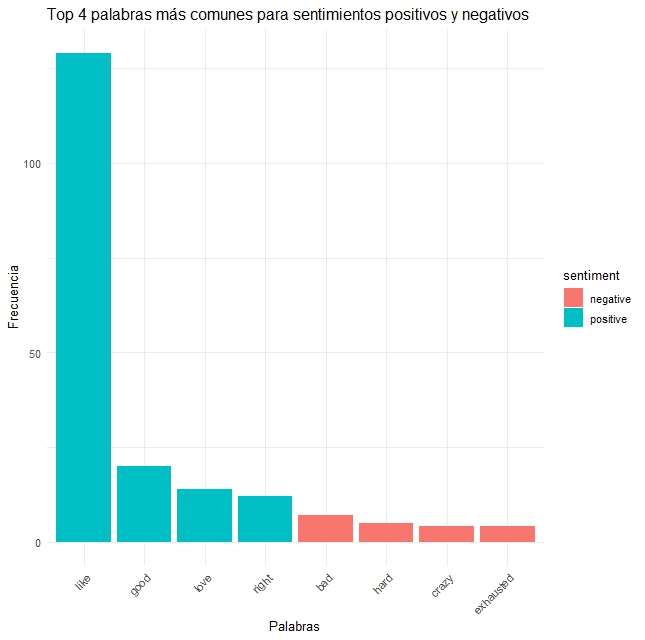 Top 4 palabras más comunes para sentimientos positivos y negativos
Frecuencia
100
50
0
like
good
love
right
bad
hard
crazy
exhausted
Palabras
sentiment
negative
positive